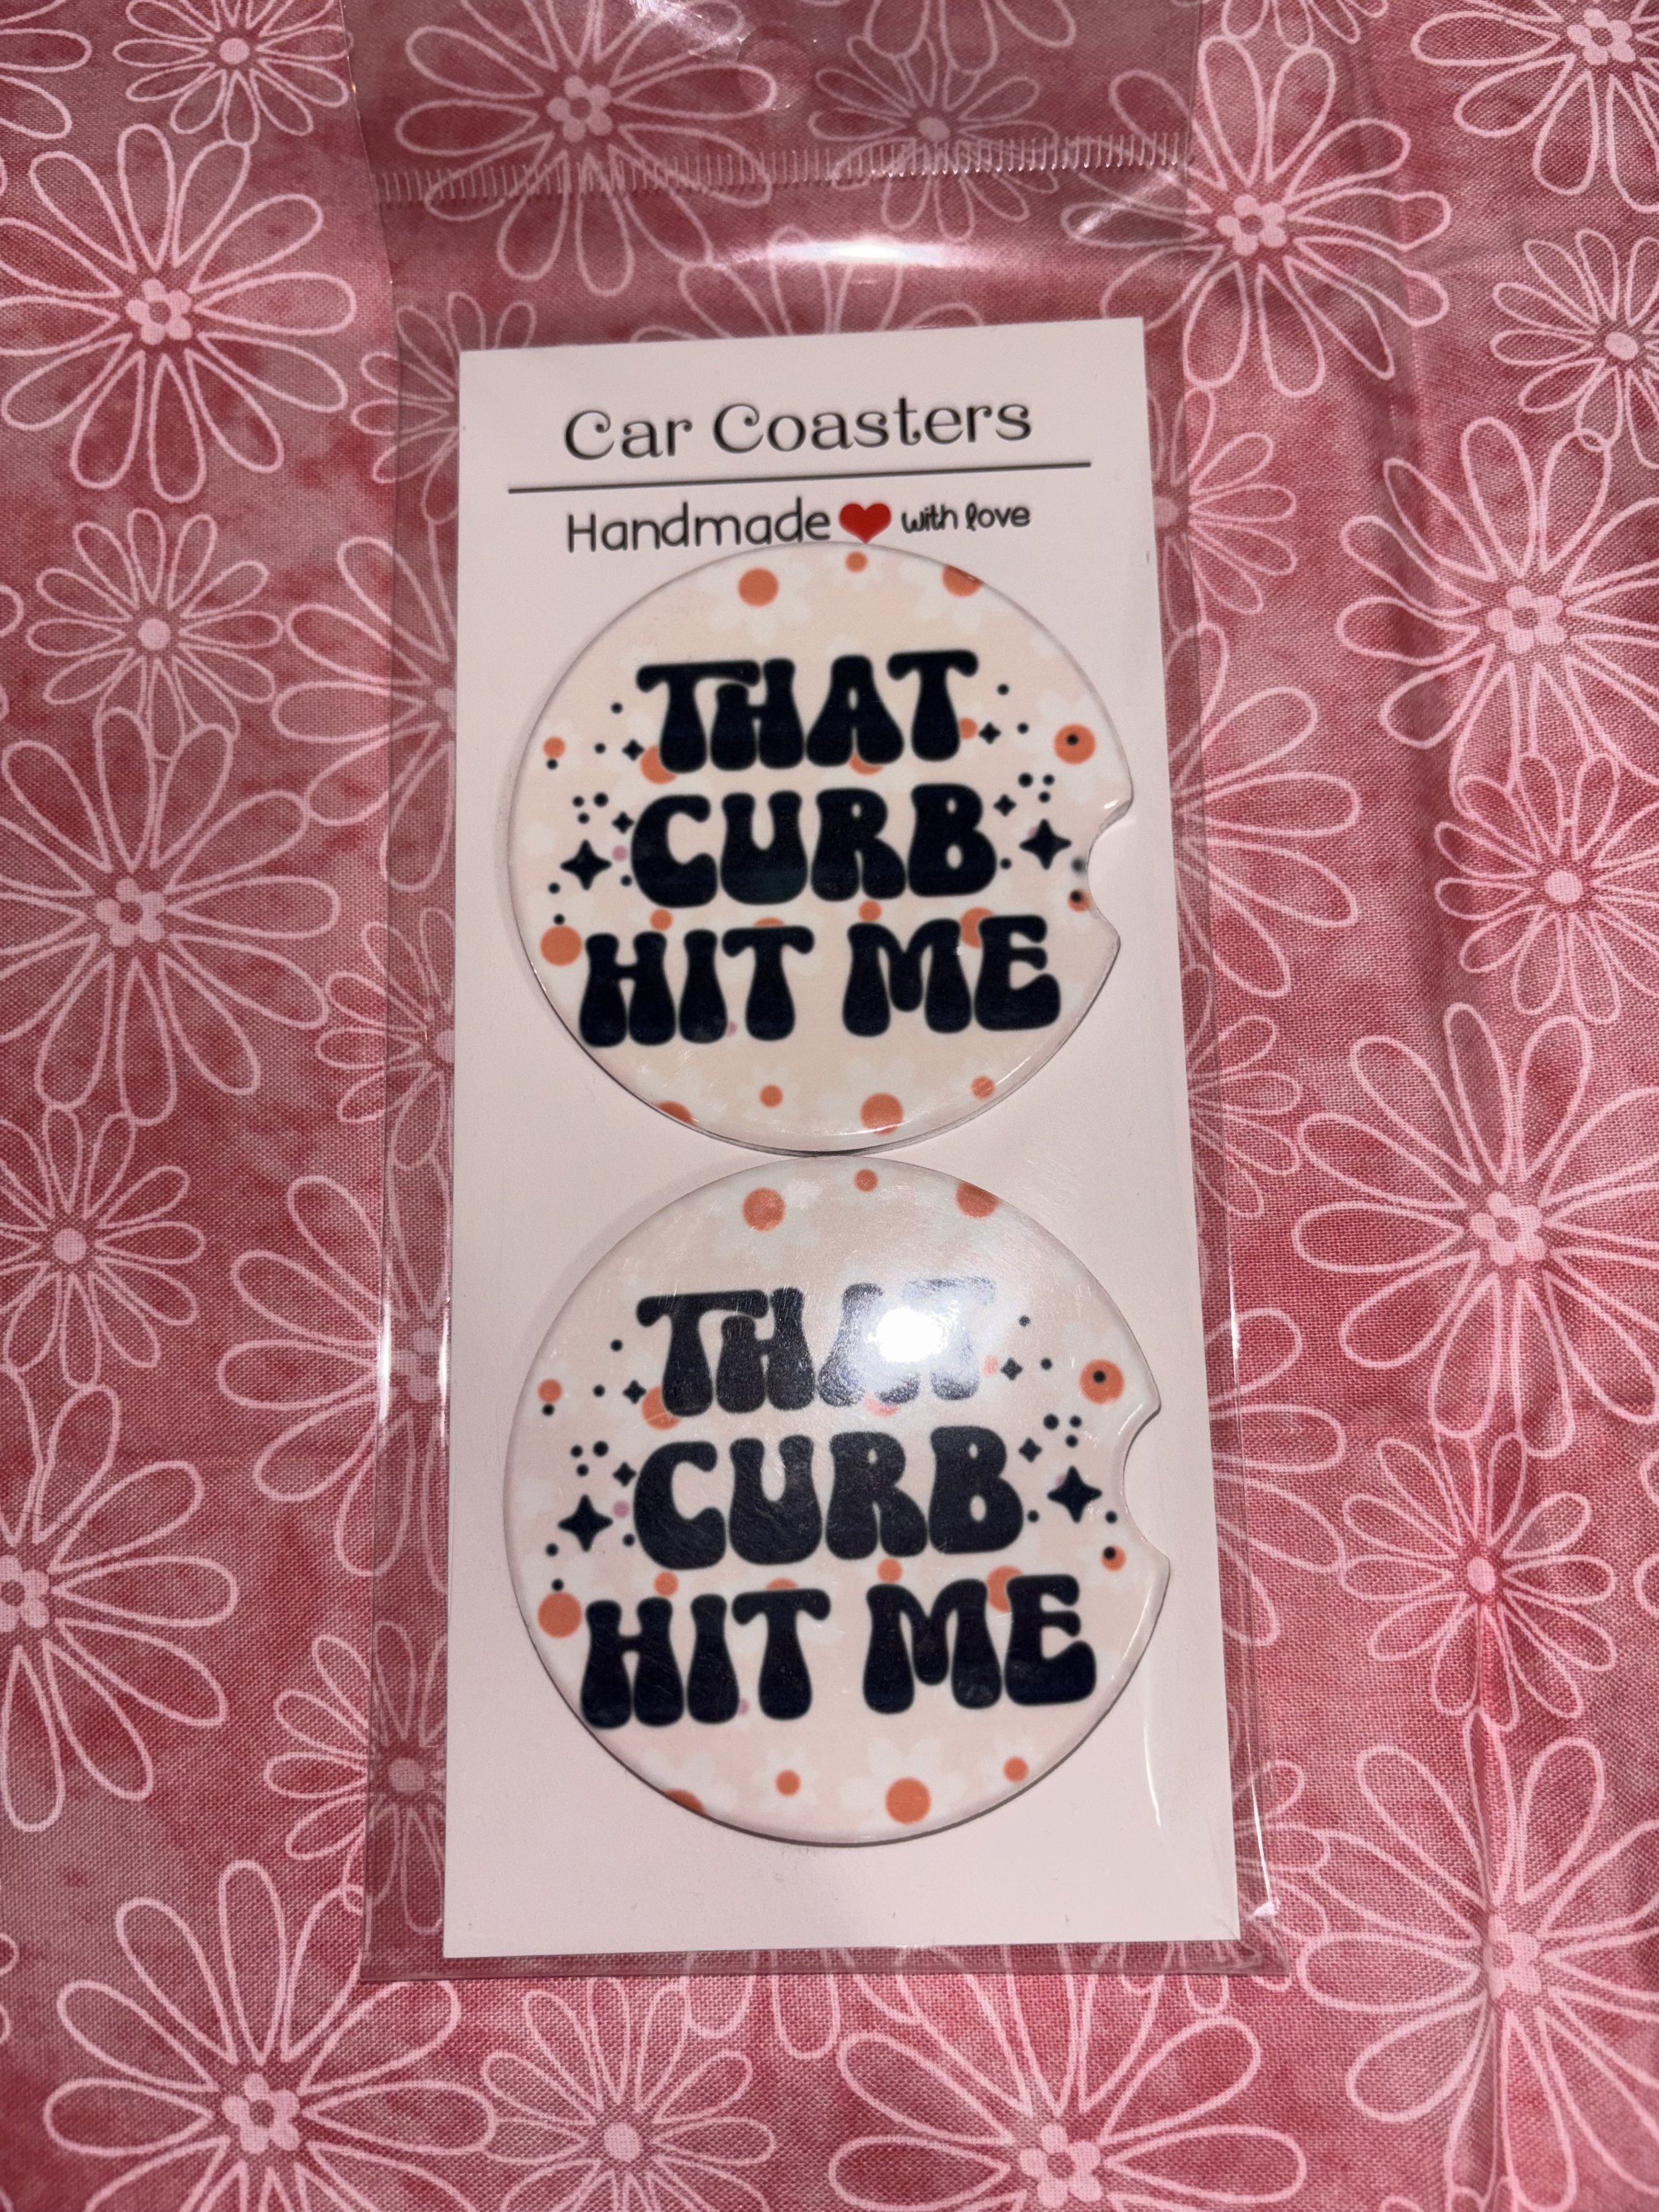 Car Coasters
Handmade with love
THAT
CURB
HIT ME
THAT
CURB
HIT ME